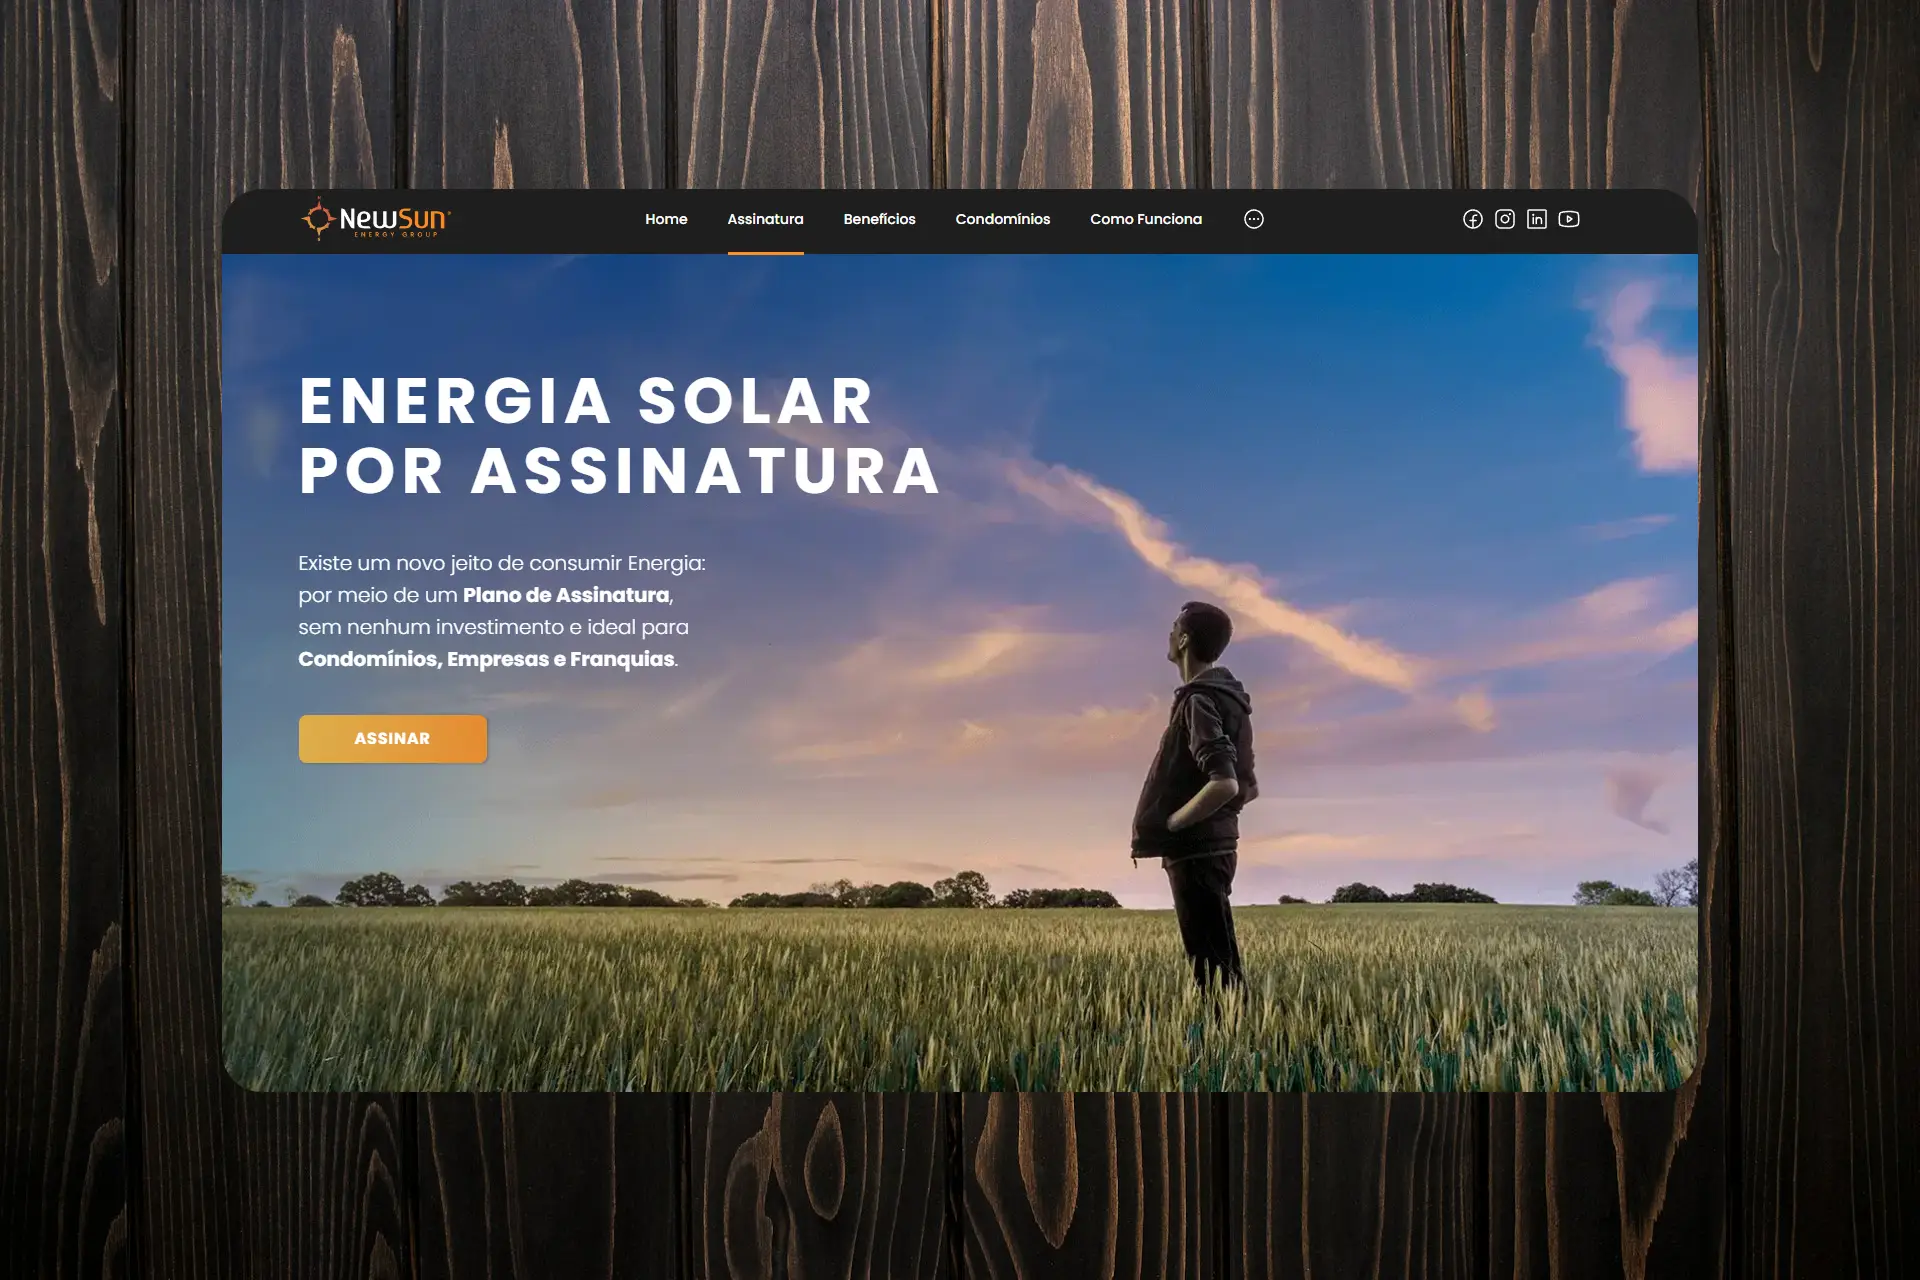 NewSun
ENERGY GROUP
Home
Assinatura
Benefícios
Condomínios
Como Funciona
ENERGIA SOLAR
POR ASSINATURA
Existe um novo jeito de consumir Energia:
por meio de um Plano de Assinatura,
sem nenhum investimento e ideal para
Condomínios, Empresas e Franquias.
ASSINAR